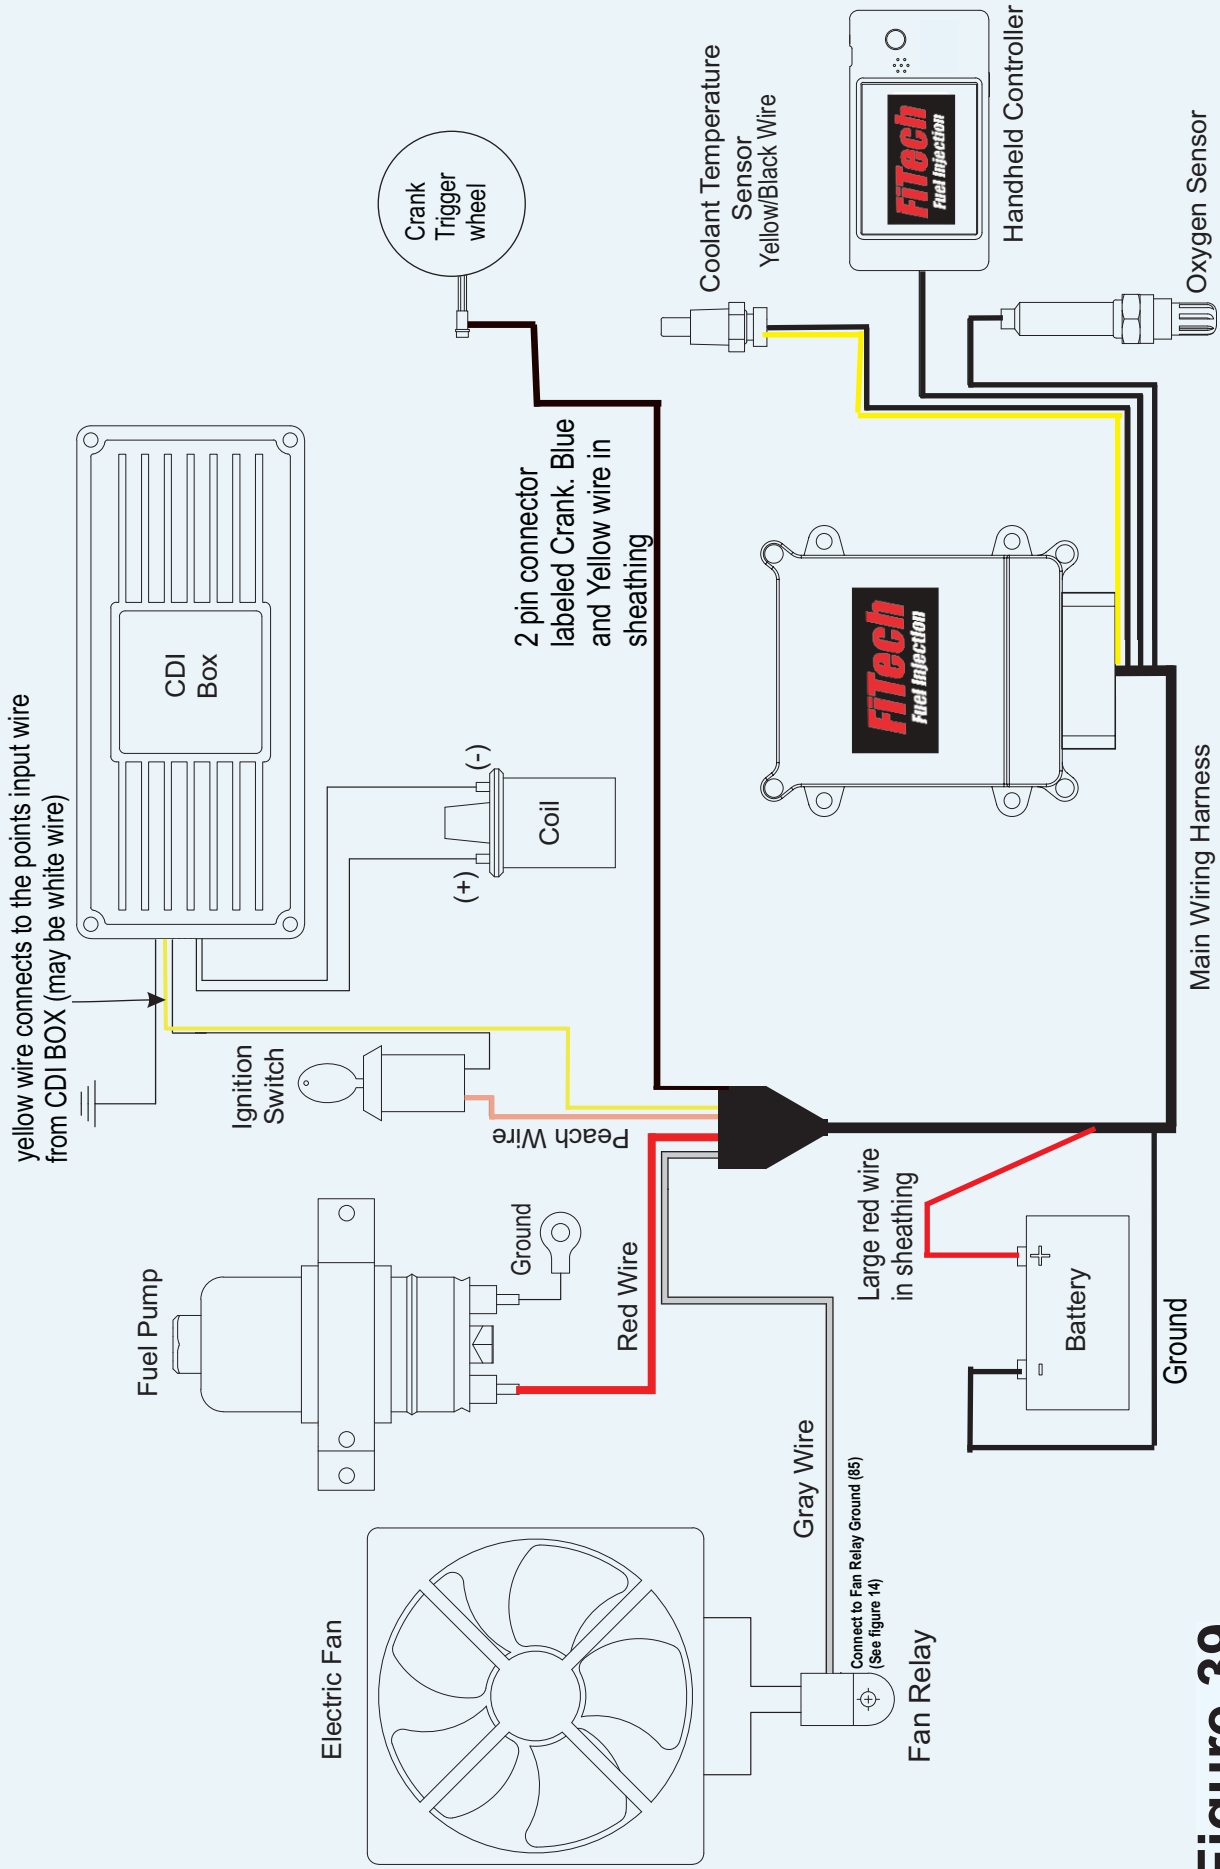 yellow wire connects to the points input wire
from CDI BOX (may be white wire)
CDI
Box
Crank
Trigger
wheel
2 pin connector
labeled Crank. Blue
and Yellow wire in
sheathing
Coolant Temperature
Sensor
Yellow/Black Wire
FiTech
Fuel Injection
Handheld Controller
Oxygen Sensor
Ignition
Switch
Peach Wire
(+)
(-)
Coil
Fuel Pump
Ground
Red Wire
FiTech
Fuel Injection
Main Wiring Harness
Large red wire
in sheathing
+
-
Battery
Ground
Electric Fan
Gray Wire
Connect to Fan Relay Ground (85)
(See figure 14)
Fan Relay
Figure 39